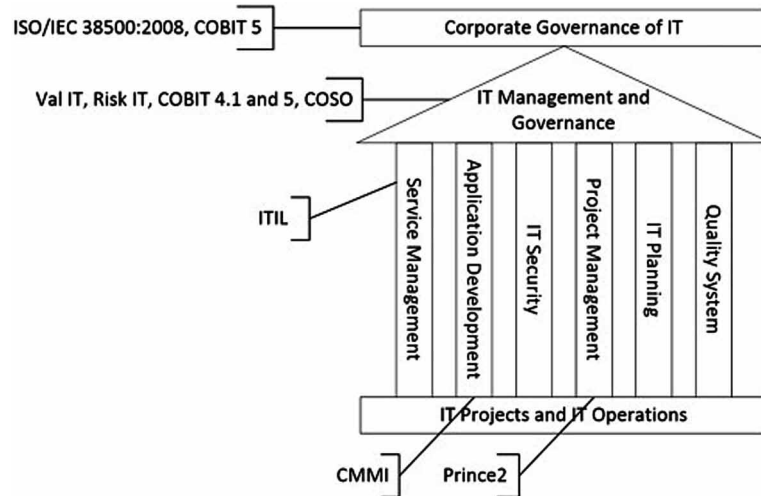 ISO/IEC 38500:2008, COBIT 5
Corporate Governance of IT
Val IT, Risk IT, COBIT 4.1 and 5, COSO
IT Management and
Governance
ITIL
Service Management
Application Development
IT Security
Project Management
IT Planning
Quality System
IT Projects and IT Operations
CMMI
Prince2